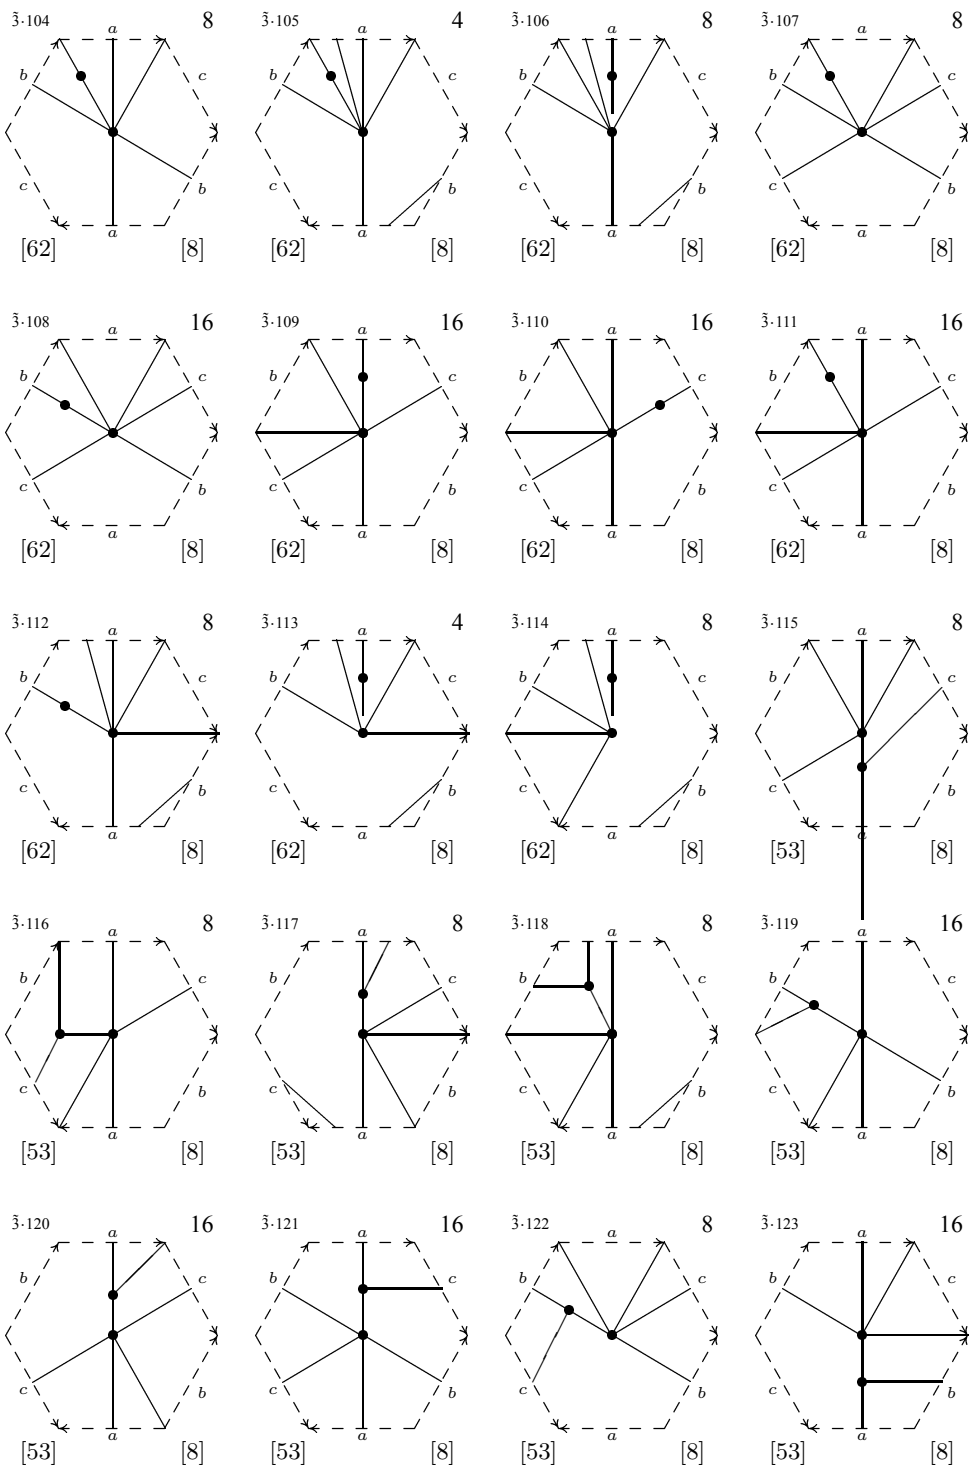 3̃·104 8 3̃·105 4 3̃·106 8 3̃·107 8
a a a a
b c b c b c b c
c b c b c b c b
a a a a
[62] [8] [62] [8] [62] [8] [62] [8]
3̃·108 16 3̃·109 16 3̃·110 16 3̃·111 16
a a a a
b c b c b c b c
c b c b c b c b
a a a a
[62] [8] [62] [8] [62] [8] [62] [8]
3̃·112 8 3̃·113 4 3̃·114 8 3̃·115 8
a a a a
b c b c b c b c
c b c b c b c b
a a a a
[62] [8] [62] [8] [62] [8] [53] [8]
3̃·116 8 3̃·117 8 3̃·118 8 3̃·119 16
a a a a
b c b c b c b c
c b c b c b c b
a a a a
[53] [8] [53] [8] [53] [8] [53] [8]
3̃·120 16 3̃·121 16 3̃·122 8 3̃·123 16
a a a a
b c b c b c b c
c b c b c b c b
a a a a
[53] [8] [53] [8] [53] [8] [53] [8]